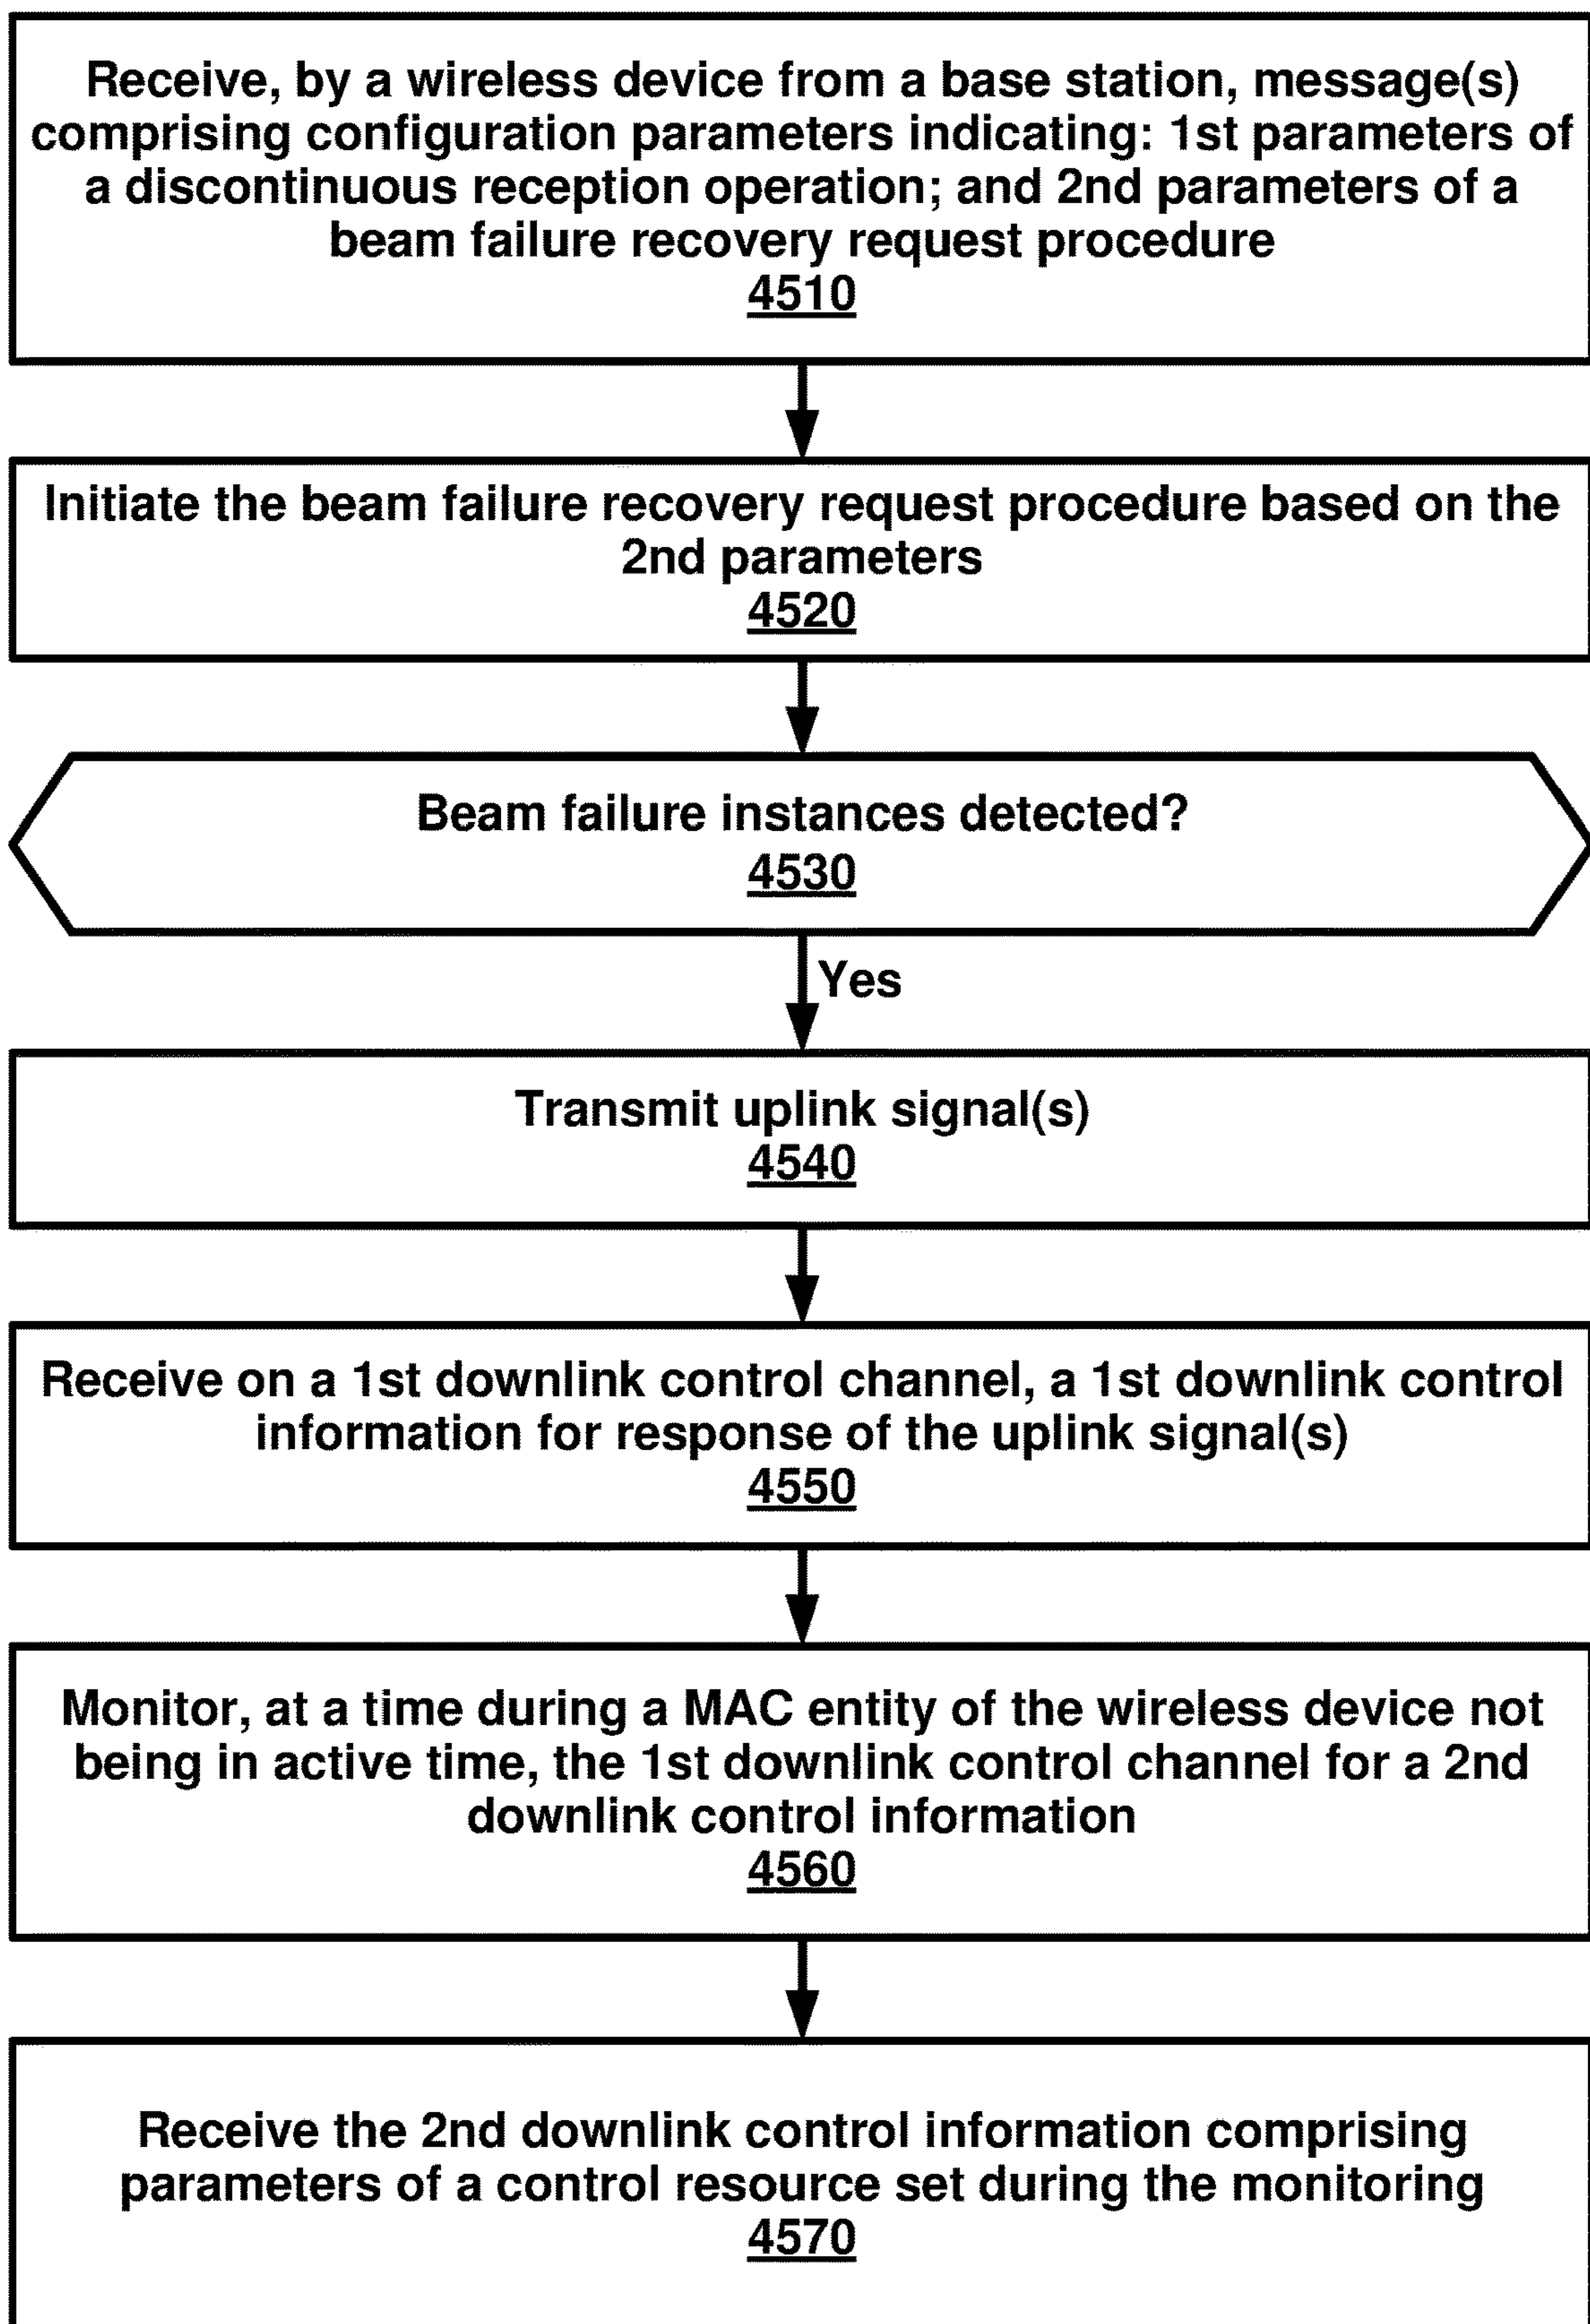 Receive, by a wireless device from a base station, message(s)
comprising configuration parameters indicating: 1st parameters of
a discontinuous reception operation; and 2nd parameters of a
beam failure recovery request procedure
4510
Initiate the beam failure recovery request procedure based on the
2nd parameters
4520
Beam failure instances detected?
4530
Yes
Transmit uplink signal(s)
4540
Receive on a 1st downlink control channel, a 1st downlink control
information for response of the uplink signal(s)
4550
Monitor, at a time during a MAC entity of the wireless device not
being in active time, the 1st downlink control channel for a 2nd
downlink control information
4560
Receive the 2nd downlink control information comprising
parameters of a control resource set during the monitoring
4570